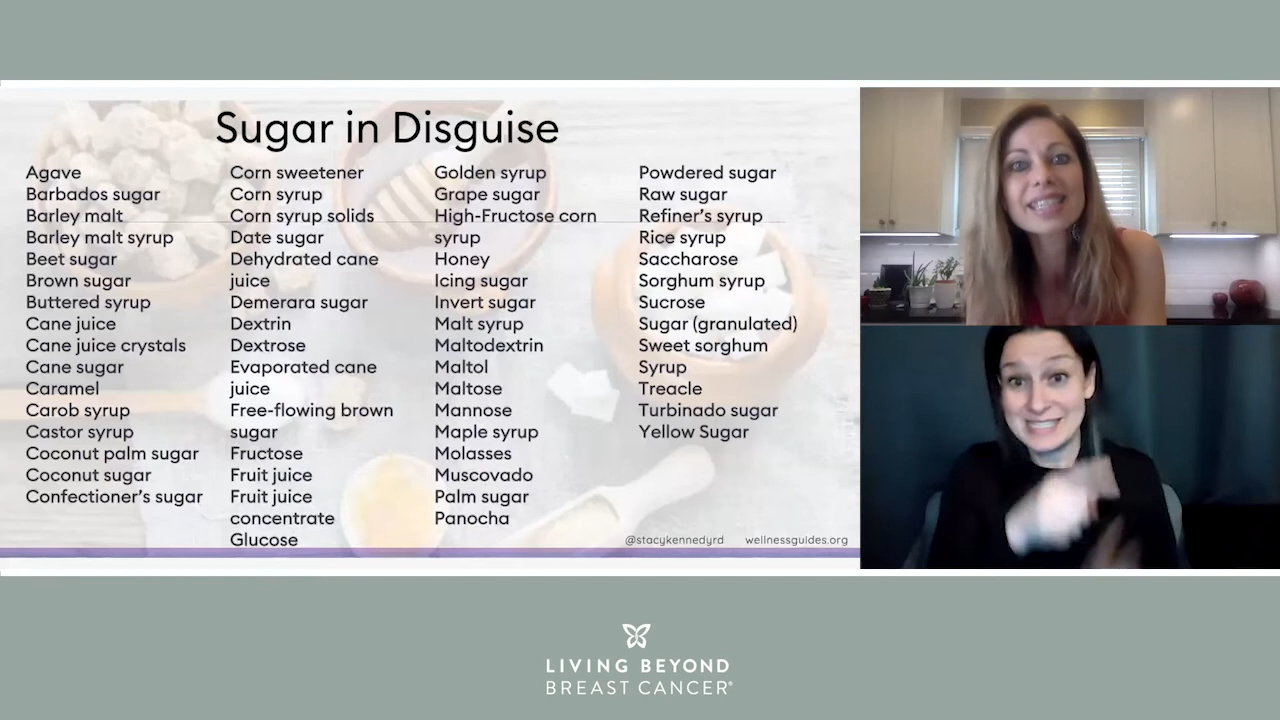 Sugar in Disguise
Agave
Barbados sugar
Barley malt
Barley malt syrup
Beet sugar
Brown sugar
Buttered syrup
Cane juice
Cane juice crystals
Cane sugar
Caramel
Carob syrup
Castor syrup
Coconut palm sugar
Coconut sugar
Confectioner's sugar
Corn sweetener
Corn syrup
Corn syrup solids
Date sugar
Dehydrated cane
juice
Demerara sugar
Dextrin
Dextrose
Evaporated cane
juice
Free-flowing brown
sugar
Fructose
Fruit juice
Fruit juice
concentrate
Glucose
Golden syrup
Grape sugar
High-Fructose corn
syrup
Honey
Icing sugar
Invert sugar
Malt syrup
Maltodextrin
Maltol
Maltose
Mannose
Maple syrup
Molasses
Muscovado
Palm sugar
Panocha
Powdered sugar
Raw sugar
Refiner's syrup
Rice syrup
Saccharose
Sorghum syrup
Sucrose
Sugar (granulated)
Sweet sorghum
Syrup
Treacle
Turbinado sugar
Yellow Sugar
@stacykennedyrd wellnessguides.org
LIVING BEYOND
BREAST CANCER®